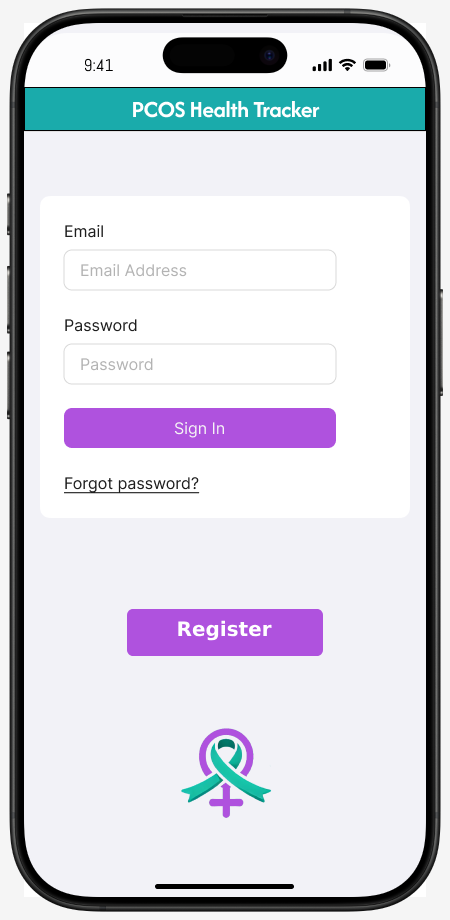 9:41
PCOS Health Tracker
Email
Email Address
Password
Password
Sign In
Forgot password?
Register